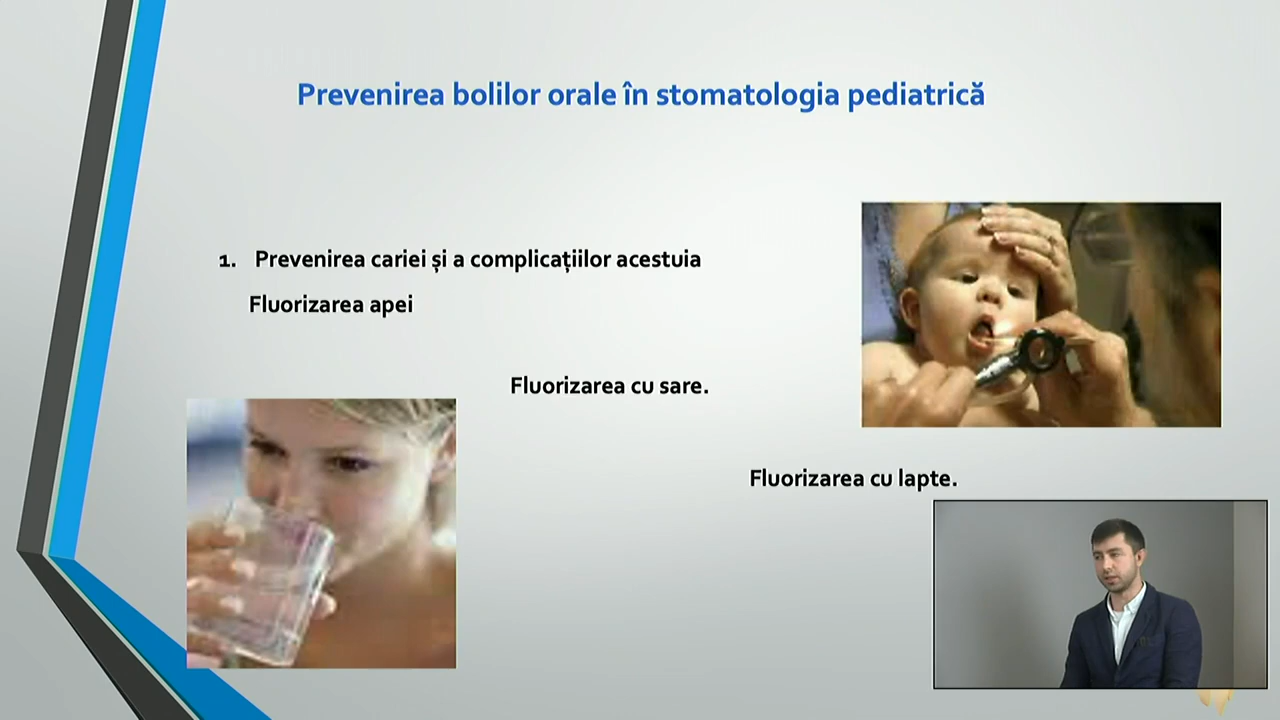 Prevenirea bolilor orale în stomatologia pediatrică
1. Prevenirea cariei și a complicațiilor acestuia
Fluorizarea apei
Fluorizarea cu sare.
Fluorizarea cu lapte.